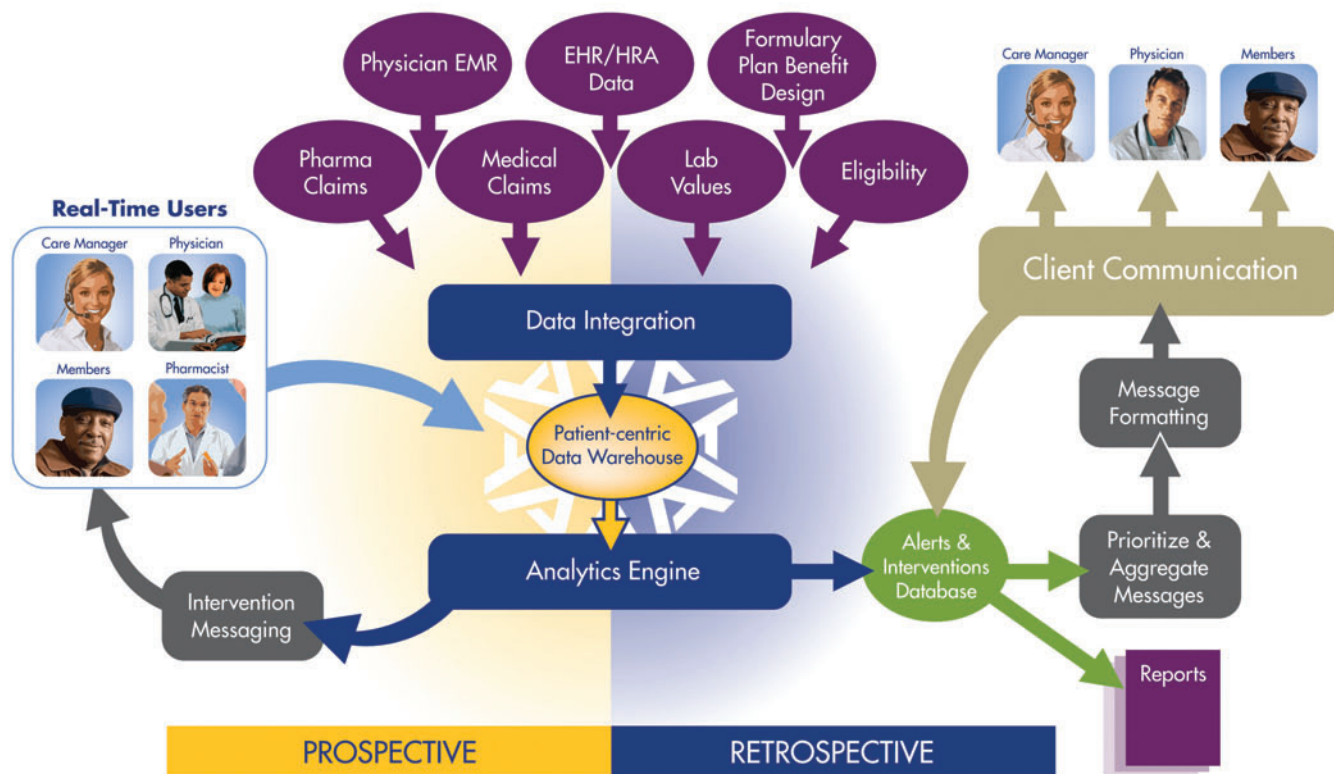 Physician EMR
EHR/HRA
Data
Formulary
Plan Benefit
Design
Pharma
Claims
Medical
Claims
Lab
Values
Eligibility
Care Manager
Physician
Members
Real-Time Users
Care Manager
Physician
Members
Pharmacist
Data Integration
Client Communication
Patient-centric
Data Warehouse
Message
Formatting
Analytics Engine
Alerts &
Interventions
Database
Prioritize &
Aggregate
Messages
Intervention
Messaging
Reports
PROSPECTIVE
RETROSPECTIVE